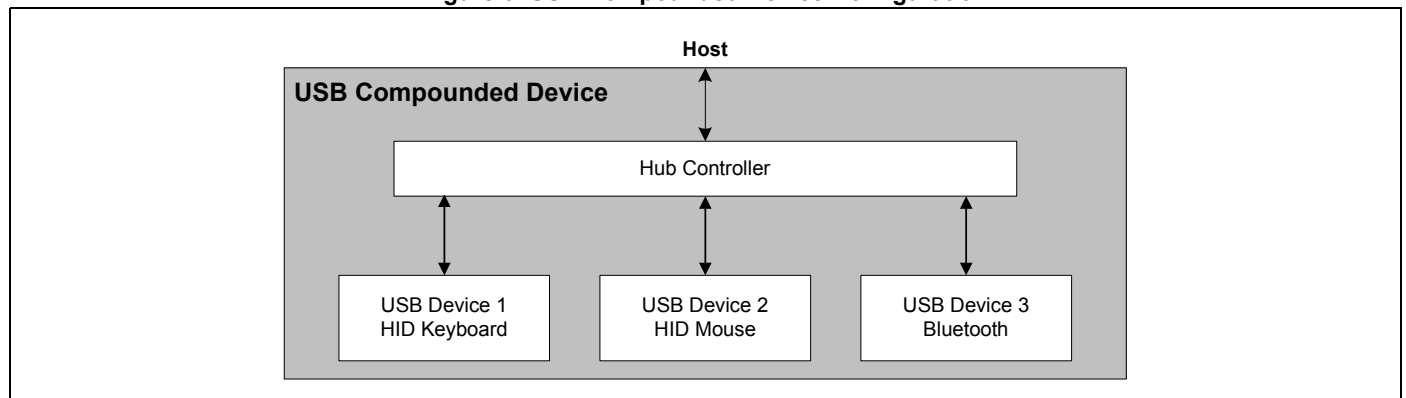 Host
USB Compounded Device
Hub Controller
USB Device 1
HID Keyboard
USB Device 2
HID Mouse
USB Device 3
Bluetooth